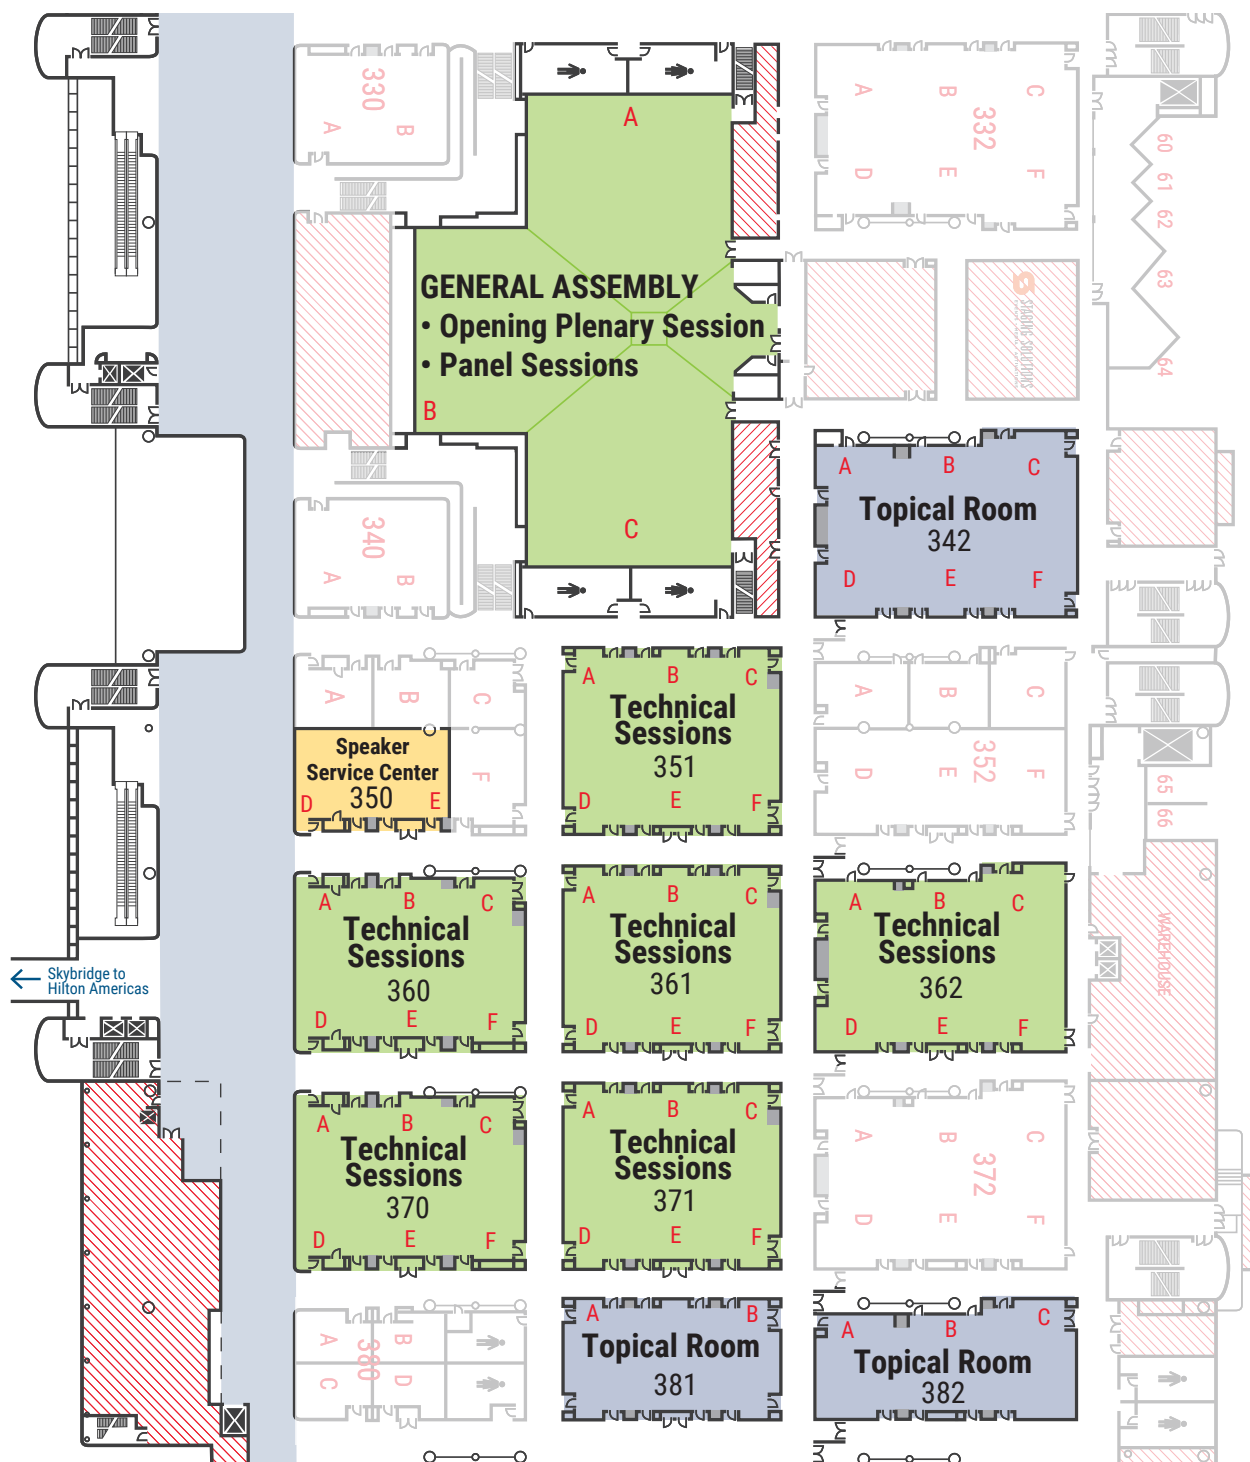 330
A
B
A
A
B
C
332
D
E
F
60
61
62
63
64
GENERAL ASSEMBLY
• Opening Plenary Session
• Panel Sessions
B
STAGING SOLUTIONS
C
340
A
B
A
B
C
Topical Room
342
D
E
F
A
B
C
F
Speaker
Service Center
350
D
E
A
B
C
Technical
Sessions
351
D
E
F
A
B
C
352
D
E
F
65
66
A
B
C
Technical
Sessions
360
D
E
F
A
B
C
Technical
Sessions
361
D
E
F
A
B
C
Technical
Sessions
362
D
E
F
WAREHOUSE
Skybridge to
Hilton Americas
A
B
C
Technical
Sessions
370
D
E
F
A
B
C
Technical
Sessions
371
D
E
F
A
B
C
372
D
E
F
A
B
380
C
D
A
B
Topical Room
381
A
B
C
Topical Room
382